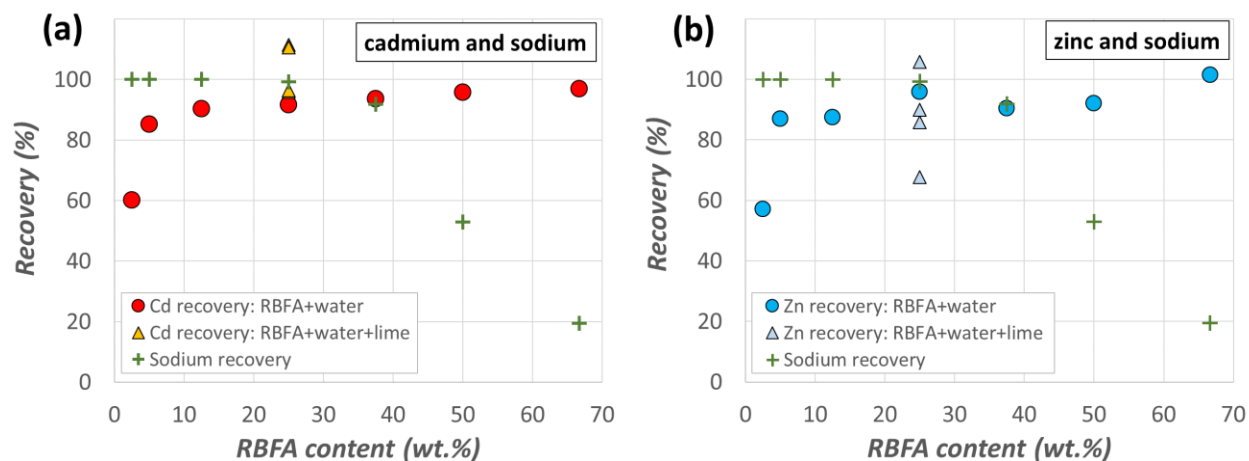 (a)
cadmium and sodium
Recovery (%)
100
80
60
40
20
0
Cd recovery: RBFA+water
Cd recovery: RBFA+water+lime
Sodium recovery
0 10 20 30 40 50 60 70
RBFA content (wt.%)
(b)
zinc and sodium
Recovery (%)
100
80
60
40
20
0
Zn recovery: RBFA+water
Zn recovery: RBFA+water+lime
Sodium recovery
0 10 20 30 40 50 60 70
RBFA content (wt.%)